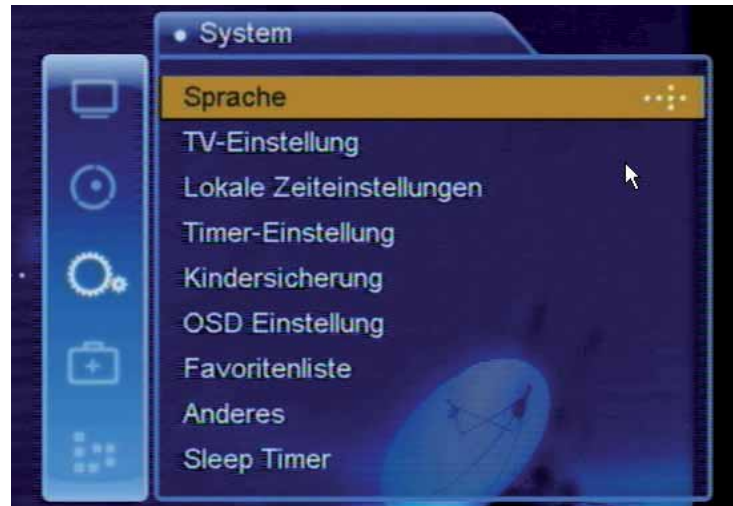 System
Sprache
TV-Einstellung
Lokale Zeiteinstellungen
Timer-Einstellung
Kindersicherung
OSD Einstellung
Favoritenliste
Anderes
Sleep Timer